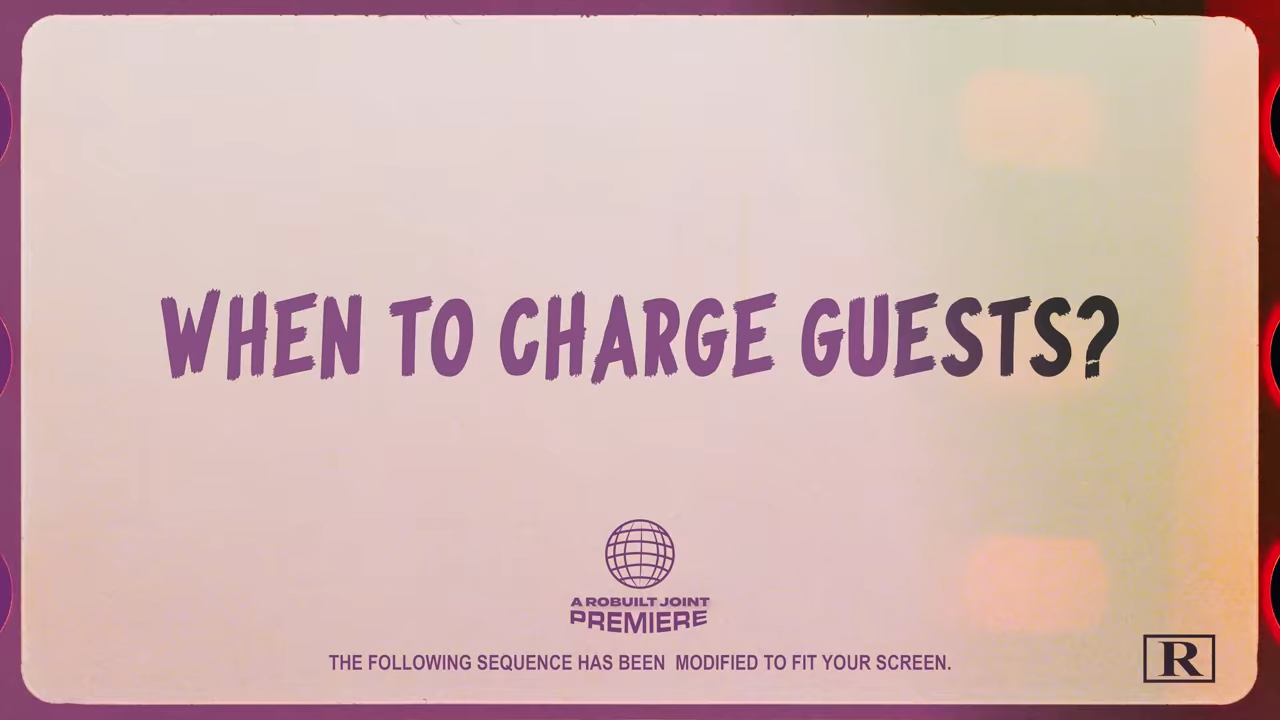 WHEN TO CHARGE GUESTS?
A ROBUILT JOINT
PREMIERE
THE FOLLOWING SEQUENCE HAS BEEN MODIFIED TO FIT YOUR SCREEN.
R